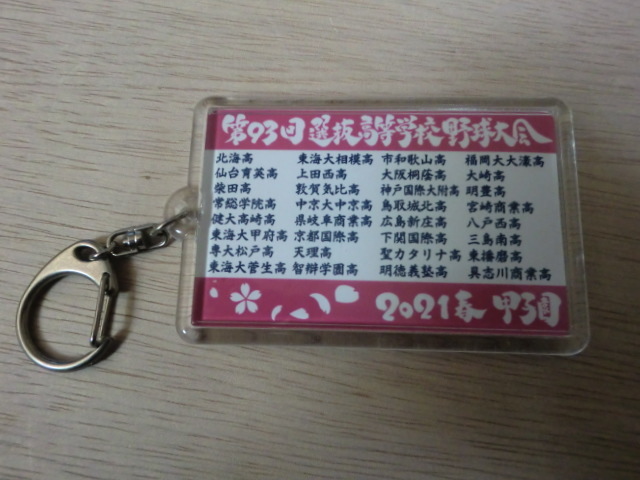 第93回 選抜高等学校野球大会
北海高 東海大相模高 市和歌山高 福岡大大濠高
仙台育英高 上田西高 大阪桐蔭高 大崎高
柴田高 敦賀気比高 神戸国際大附高 明豊高
常総学院高 中京大中京高 鳥取城北高 宮崎商業高
健大高崎高 県岐阜商業高 広島新庄高 八戸西高
東海大甲府高 京都国際高 下関国際高 三島南高
専大松戸高 天理高 聖カタリナ高 東播磨高
東海大菅生高 智辯学園高 明徳義塾高 具志川商業高
2021春 甲子園